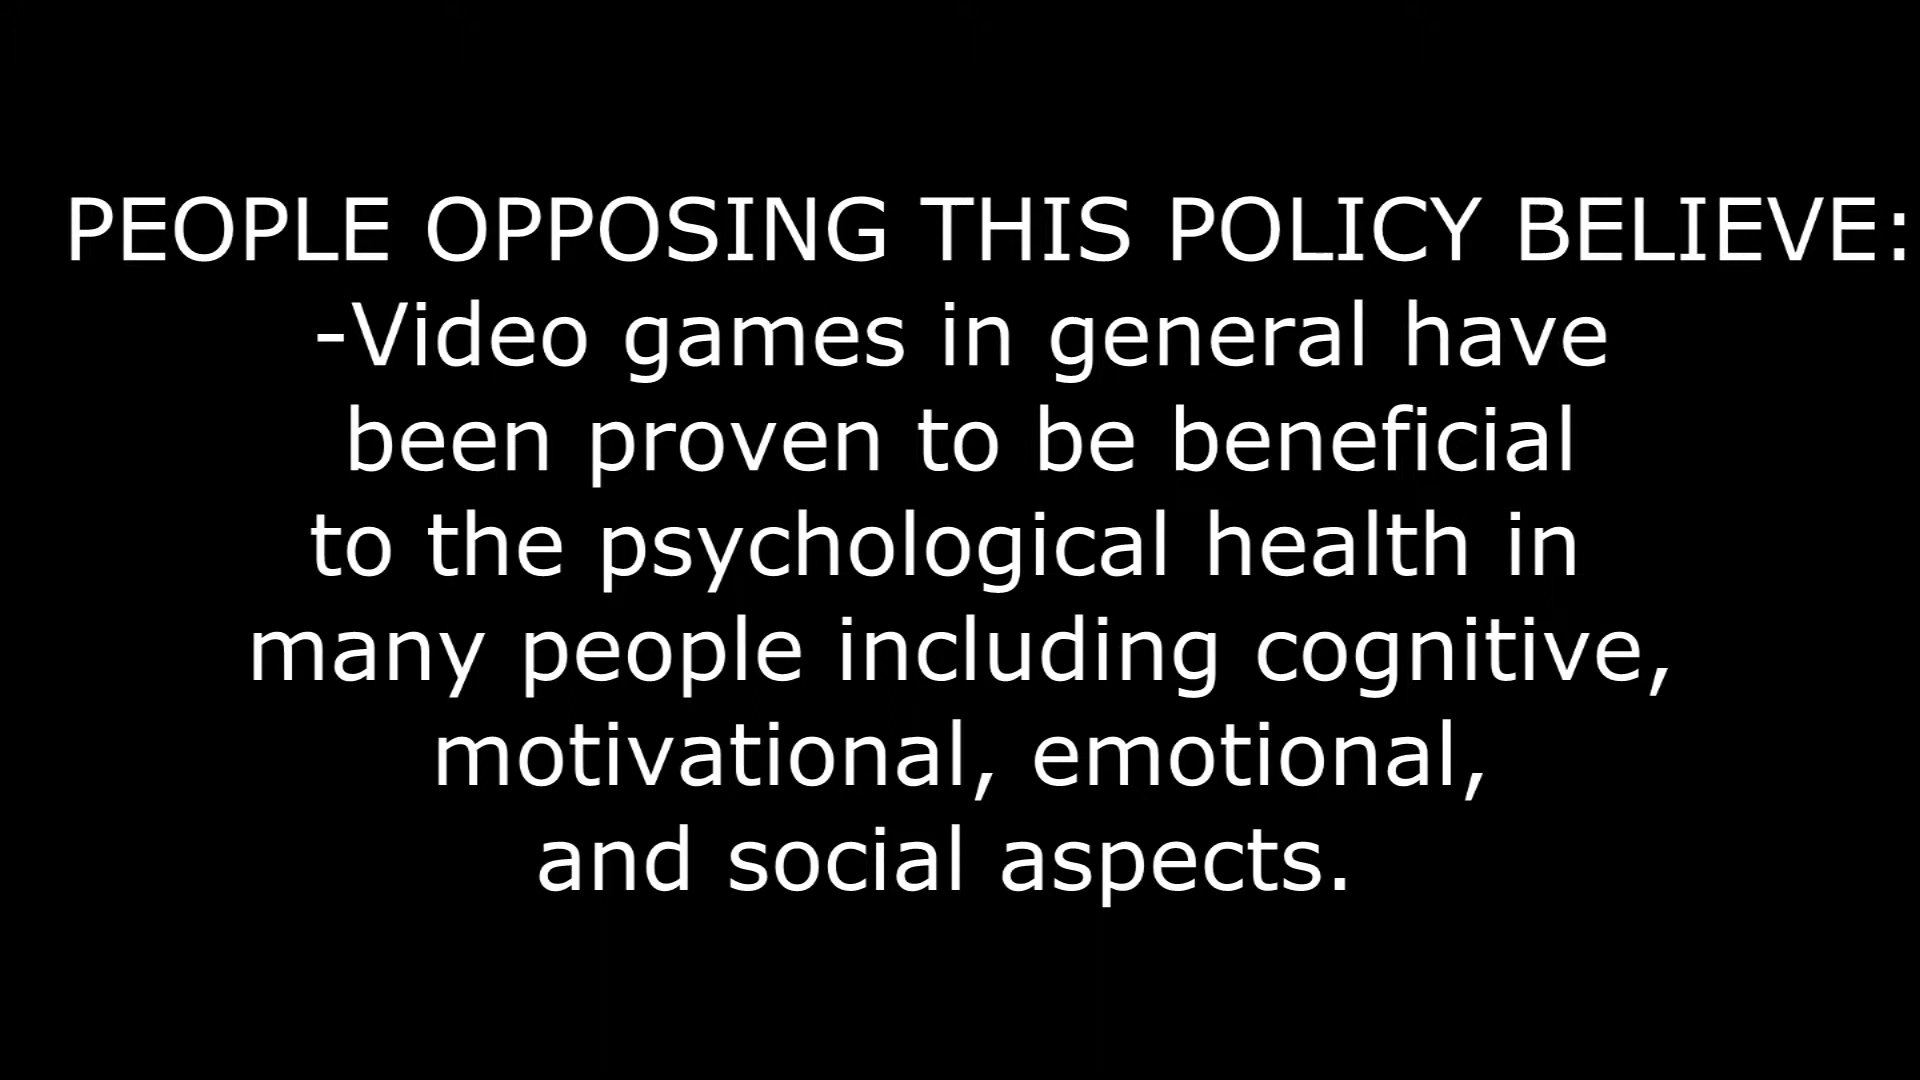 PEOPLE OPPOSING THIS POLICY BELIEVE:
-Video games in general have
been proven to be beneficial
to the psychological health in
many people including cognitive,
motivational, emotional,
and social aspects.